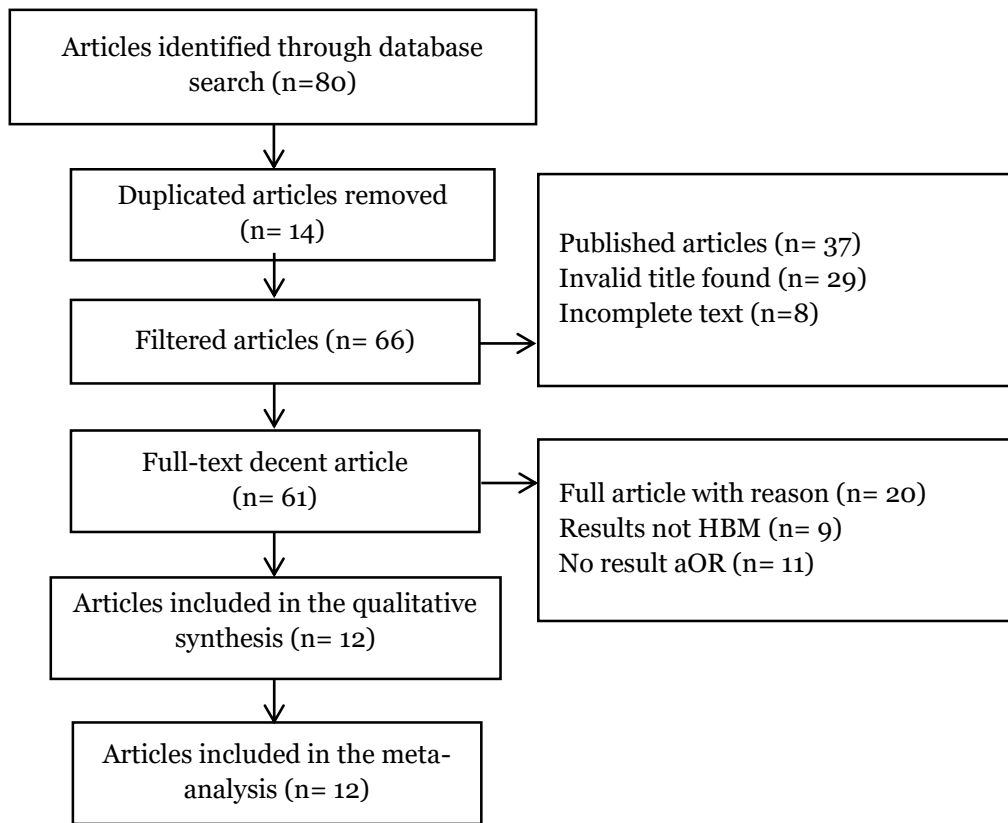 Articles identified through database
search (n=80)
Duplicated articles removed
(n= 14)
Published articles (n= 37)
Invalid title found (n= 29)
Incomplete text (n=8)
Filtered articles (n= 66)
Full-text decent article
(n= 61)
Full article with reason (n= 20)
Results not HBM (n= 9)
No result aOR (n= 11)
Articles included in the qualitative
synthesis (n= 12)
Articles included in the meta-
analysis (n= 12)